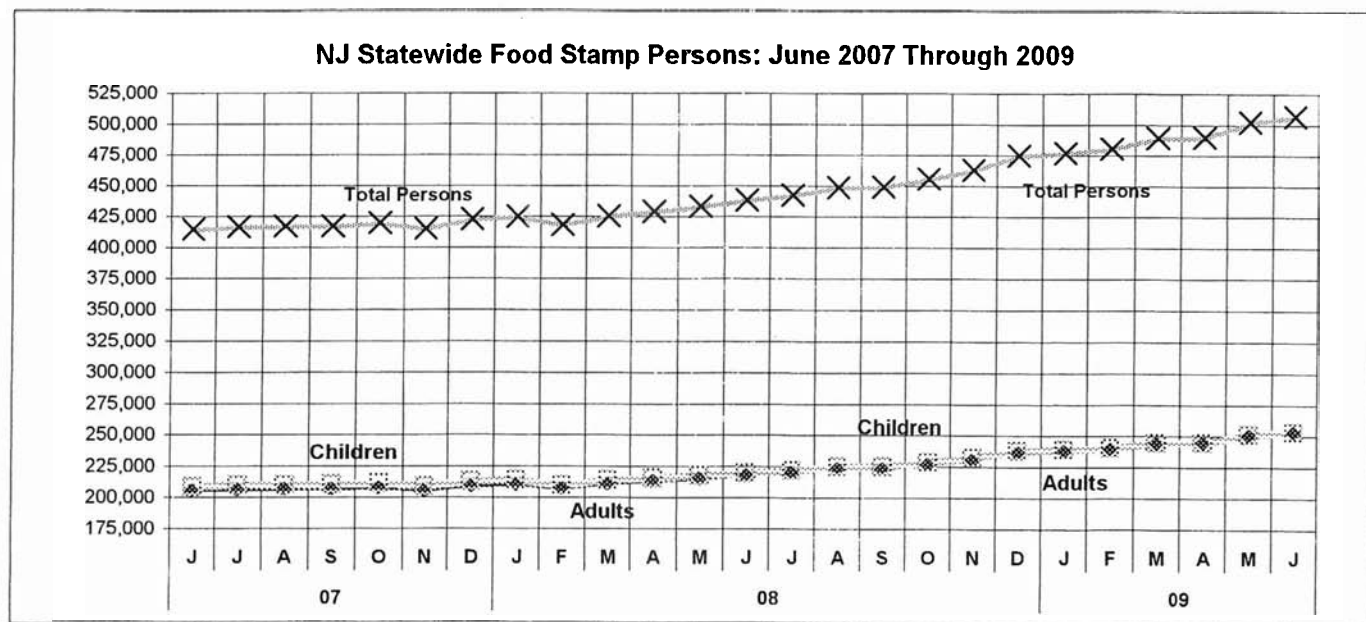 NJ Statewide Food Stamp Persons: June 2007 Through 2009
525,000
500,000
475,000
450,000
425,000
400,000
375,000
350,000
325,000
300,000
275,000
250,000
225,000
200,000
175,000
Total Persons
Total Persons
Children
Children
Adults
Adults
J J A S O N D J F M A M J J A S O N D J F M A M J
07 08 09